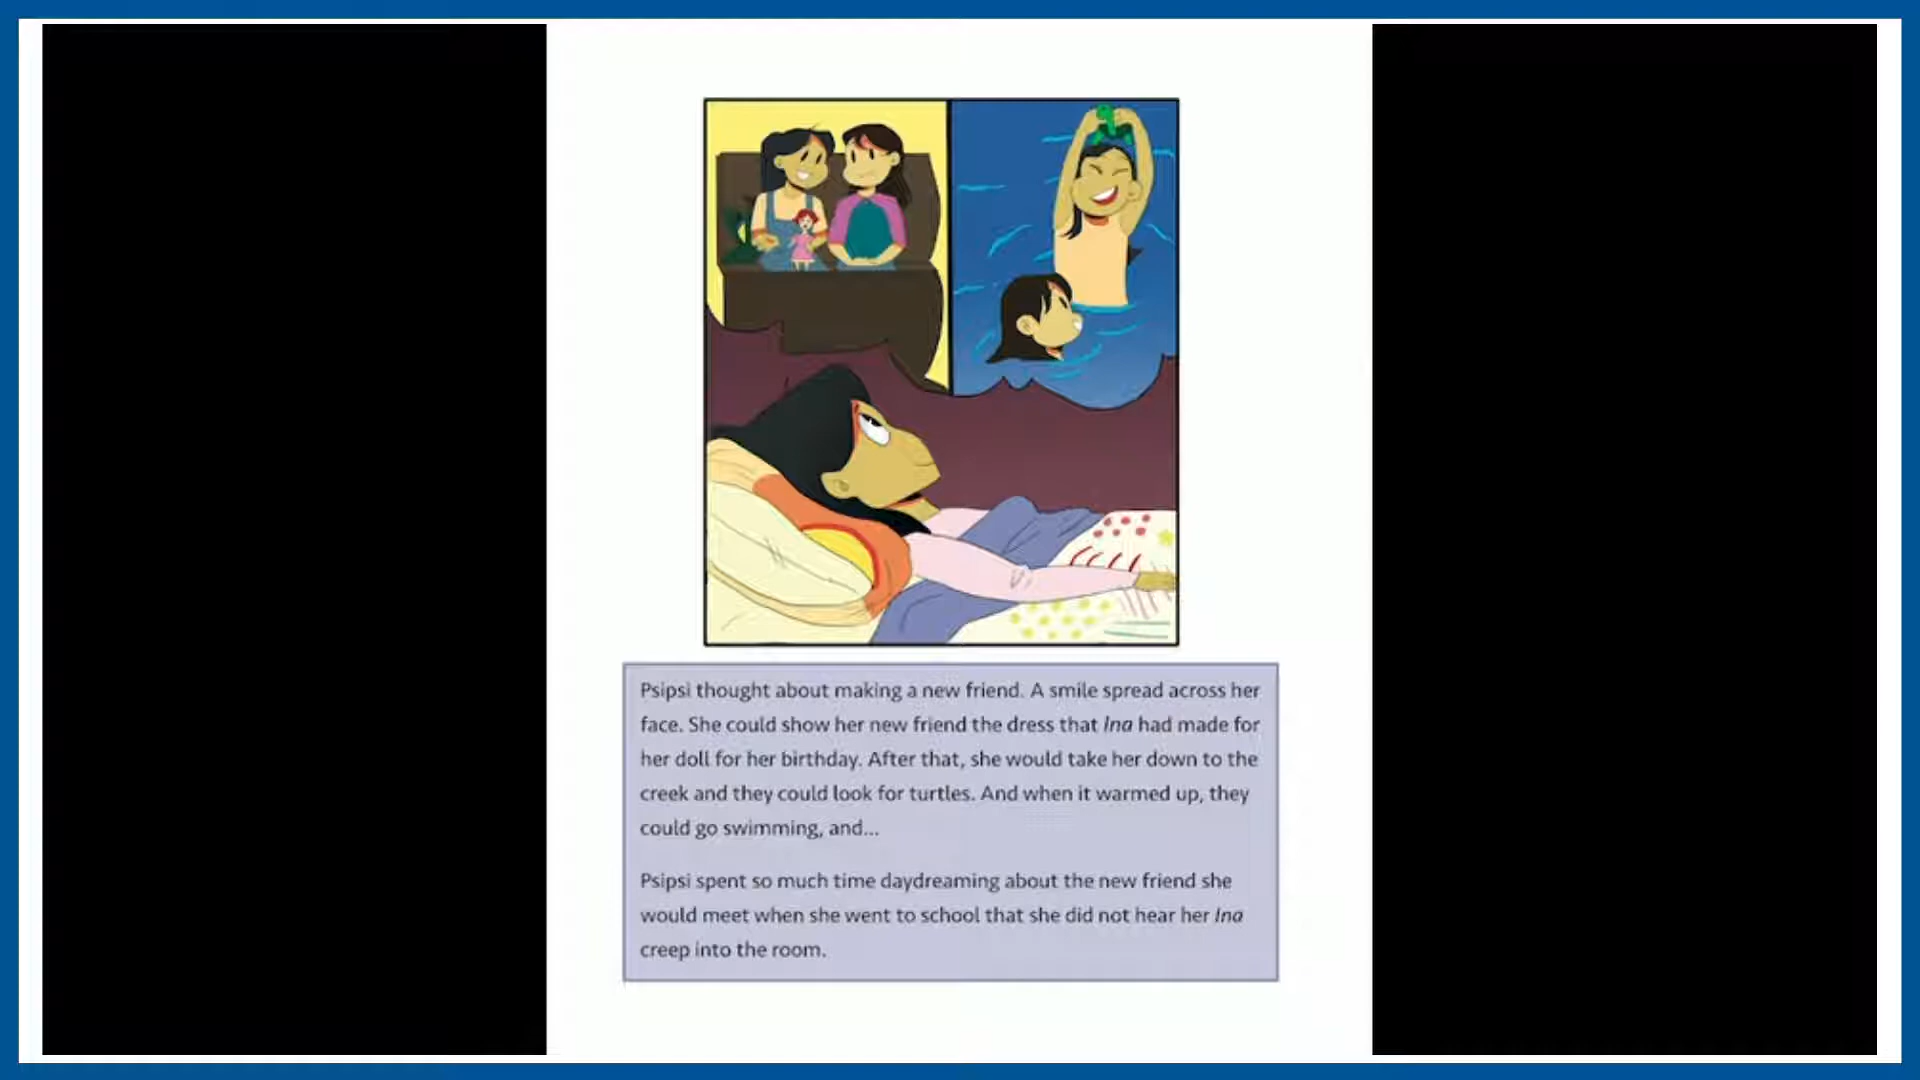 Psipsi thought about making a new friend. A smile spread across her
face. She could show her new friend the dress that Ina had made for
her doll for her birthday. After that, she would take her down to the
creek and they could look for turtles. And when it warmed up, they
could go swimming, and...
Psipsi spent so much time daydreaming about the new friend she
would meet when she went to school that she did not hear her Ina
creep into the room.